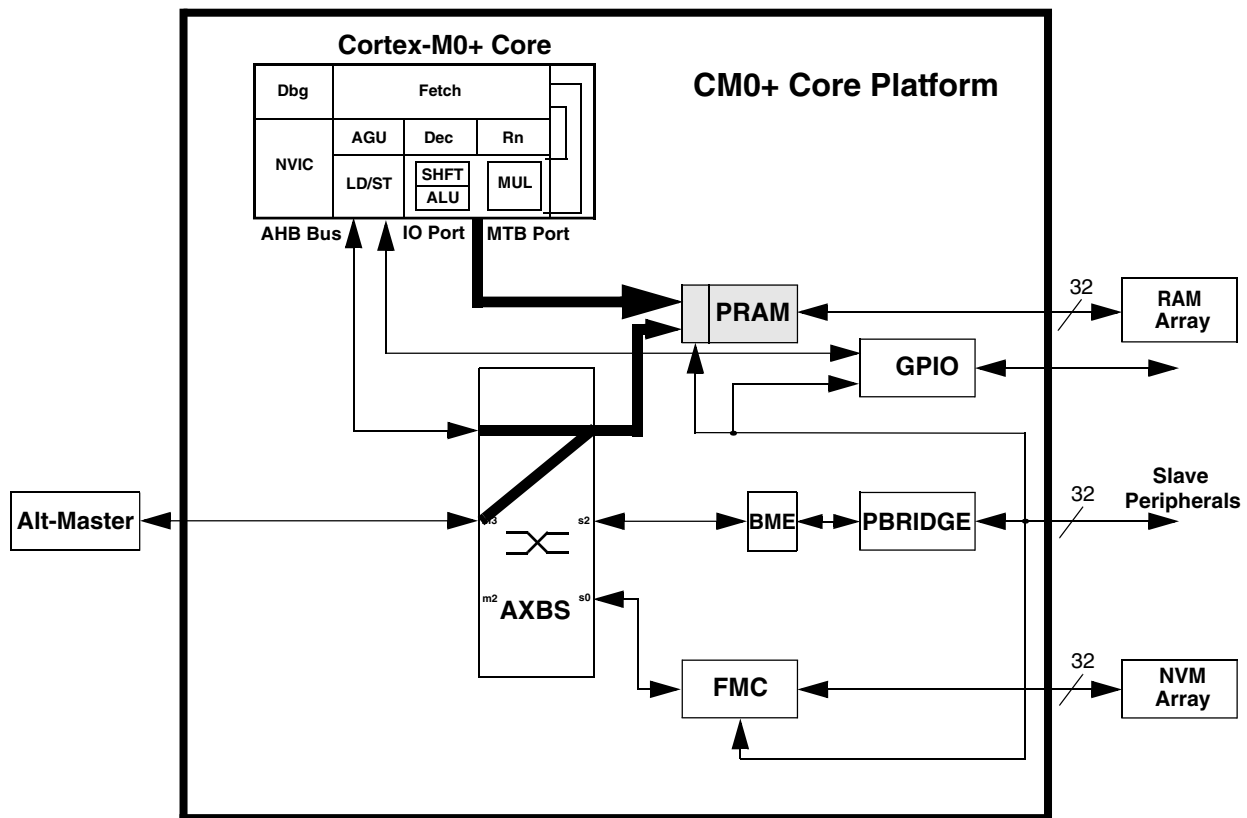 Cortex-M0+ Core
CM0+ Core Platform
Dbg
Fetch
AGU
Dec
Rn
NVIC
LD/ST
SHFT
ALU
MUL
AHB Bus
IO Port
MTB Port
PRAM
32
RAM
Array
GPIO
Alt-Master
s2
BME
PBRIDGE
32
Slave
Peripherals
m2
AXBS
s0
FMC
32
NVM
Array